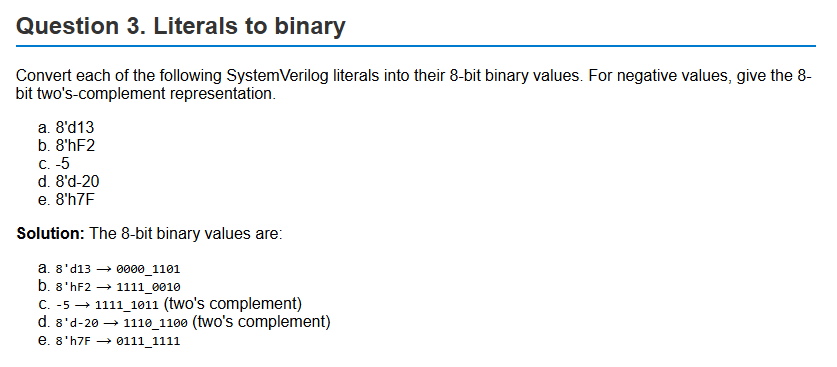 Question 3. Literals to binary
Convert each of the following SystemVerilog literals into their 8-bit binary values. For negative values, give the 8-
bit two's-complement representation.
a. 8'd13
b. 8'hF2
c. -5
d. 8'd-20
e. 8'h7F
Solution: The 8-bit binary values are:
a. 8'd13 → 0000_1101
b. 8'hF2 → 1111_0010
c. -5 → 1111_1011 (two's complement)
d. 8'd-20 → 1110_1100 (two's complement)
e. 8'h7F → 0111_1111